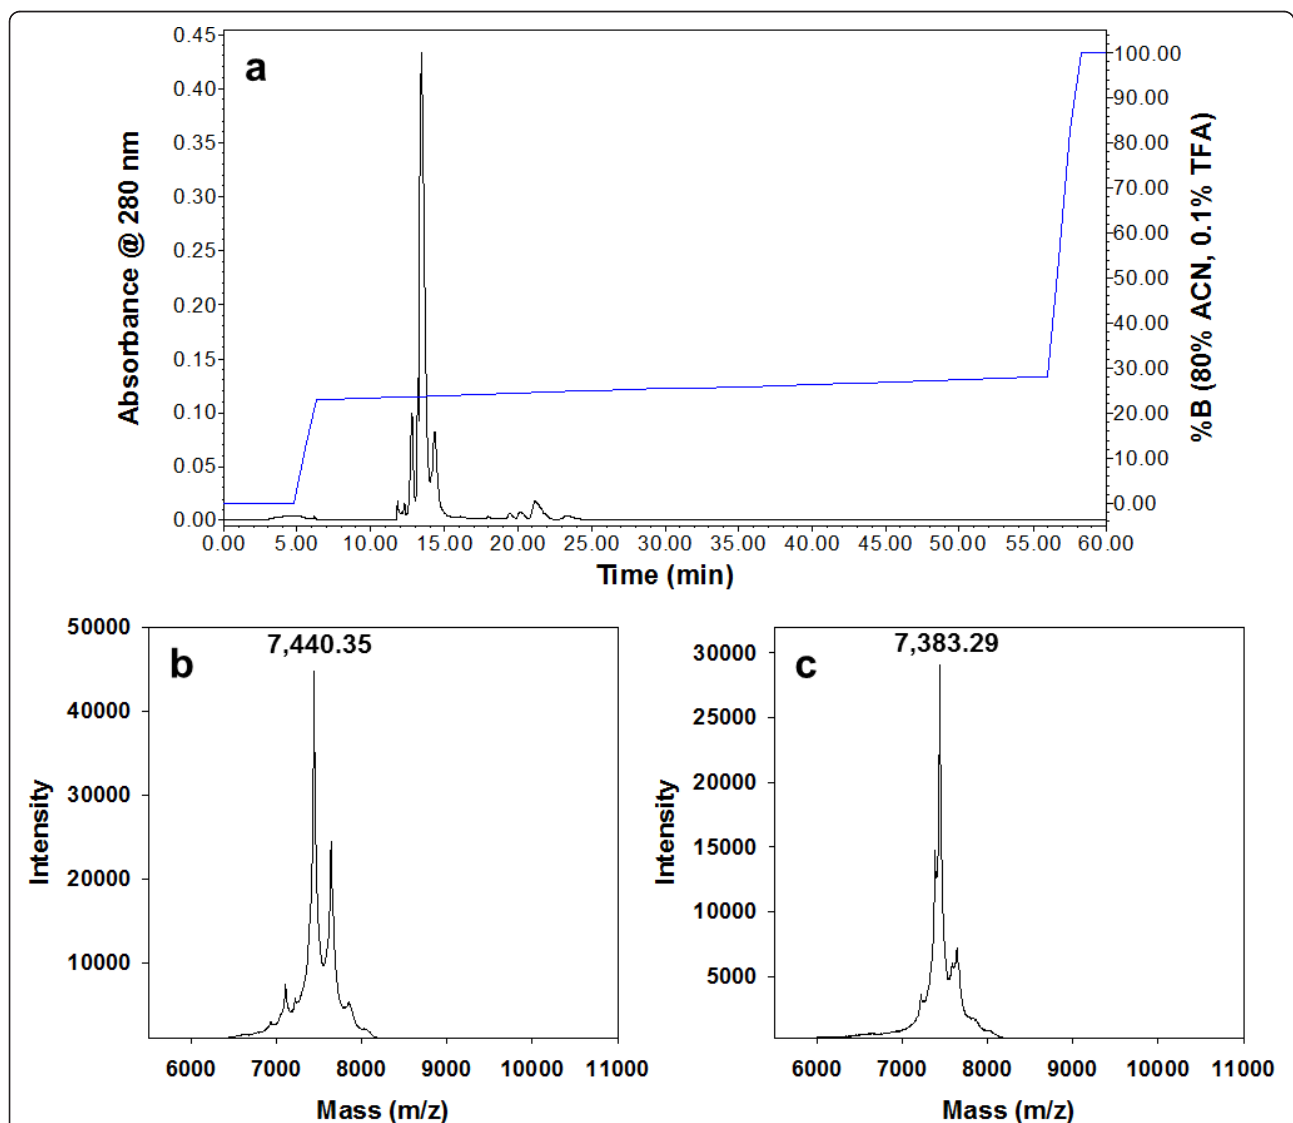 a
Absorbance @ 280 nm
0.45
0.40
0.35
0.30
0.25
0.20
0.15
0.10
0.05
0.00
100.00
90.00
80.00
70.00
60.00
50.00
40.00
30.00
20.00
10.00
0.00
%B (80% ACN, 0.1% TFA)
0.00 5.00 10.00 15.00 20.00 25.00 30.00 35.00 40.00 45.00 50.00 55.00 60.00
Time (min)
b
7,440.35
Intensity
50000
40000
30000
20000
10000
6000 7000 8000 9000 10000 11000
Mass (m/z)
c
7,383.29
Intensity
30000
25000
20000
15000
10000
5000
6000 7000 8000 9000 10000 11000
Mass (m/z)